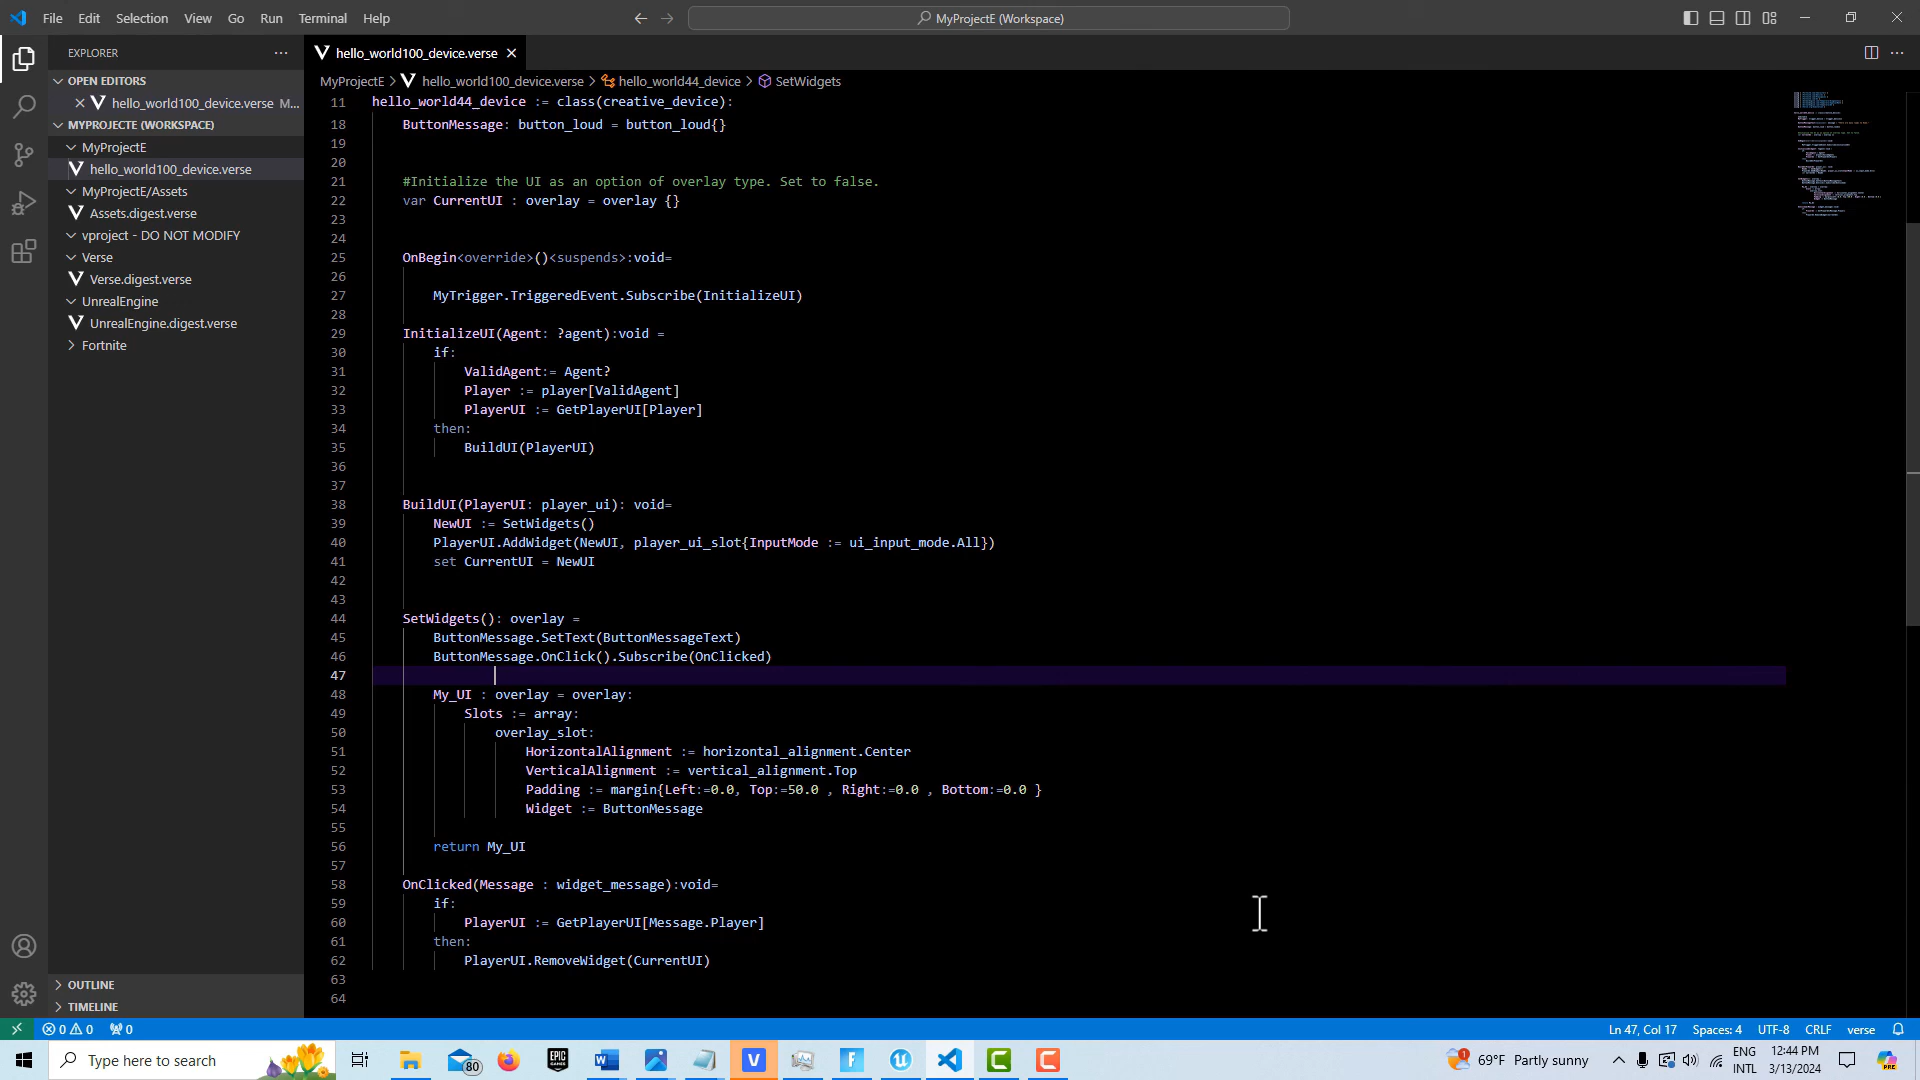 File Edit Selection View Go Run Terminal Help
MyProjectE (Workspace)
EXPLORER
hello_world100_device.verse
OPEN EDITORS
hello_world100_device.verse M...
MYPROJECTE (WORKSPACE)
MyProjectE
hello_world100_device.verse
MyProjectE/Assets
Assets.digest.verse
vproject - DO NOT MODIFY
Verse
Verse.digest.verse
UnrealEngine
UnrealEngine.digest.verse
Fortnite
OUTLINE
TIMELINE
MyProjectE > hello_world100_device.verse > hello_world44_device > SetWidgets
11 hello_world44_device := class(creative_device):
18 ButtonMessage: button_loud = button_loud{}
19
20
21 #Initialize the UI as an option of overlay type. Set to false.
22 var CurrentUI : overlay = overlay {}
23
24
25 OnBegin<override>()<suspends>:void=
26
27 MyTrigger.TriggeredEvent.Subscribe(InitializeUI)
28
29 InitializeUI(Agent: ?agent):void =
30 if:
31 ValidAgent:= Agent?
32 Player := player[ValidAgent]
33 PlayerUI := GetPlayerUI[Player]
34 then:
35 BuildUI(PlayerUI)
36
37
38 BuildUI(PlayerUI: player_ui): void=
39 NewUI := SetWidgets()
40 PlayerUI.AddWidget(NewUI, player_ui_slot{InputMode := ui_input_mode.All})
41 set CurrentUI = NewUI
42
43
44 SetWidgets(): overlay =
45 ButtonMessage.SetText(ButtonMessageText)
46 ButtonMessage.OnClick().Subscribe(OnClicked)
47
48 My_UI : overlay = overlay:
49 Slots := array:
50 overlay_slot:
51 HorizontalAlignment := horizontal_alignment.Center
52 VerticalAlignment := vertical_alignment.Top
53 Padding := margin{Left:=0.0, Top:=50.0 , Right:=0.0 , Bottom:=0.0 }
54 Widget := ButtonMessage
55
56 return My_UI
57
58 OnClicked(Message : widget_message):void=
59 if:
60 PlayerUI := GetPlayerUI[Message.Player]
61 then:
62 PlayerUI.RemoveWidget(CurrentUI)
63
64
0 0 0
Ln 47, Col 17 Spaces: 4 UTF-8 CRLF verse
Type here to search
80
EPIC GAMES
1 69°F Partly sunny
ENG
INTL
12:44 PM
3/13/2024
PRE